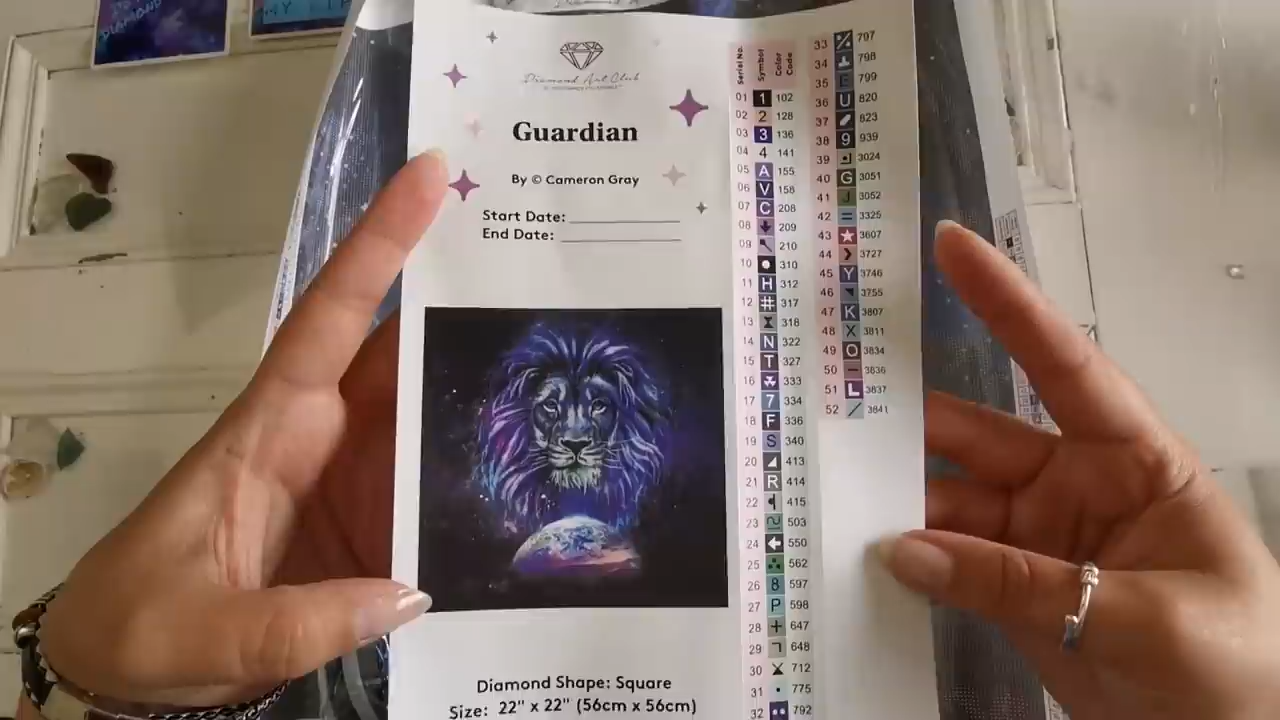 Diamond Art Club
Guardian
By © Cameron Gray
Start Date: ____________
End Date: ____________
Diamond Shape: Square
Size: 22" x 22" (56cm x 56cm)
Serial No. Symbol Color Code
01 1 102
02 2 128
03 3 136
04 4 141
05 A 155
06 V 158
07 C 208
08 209
09 210
10 310
11 H 312
12 # 317
13 318
14 N 322
15 T 327
16 333
17 7 334
18 F 336
19 S 340
20 413
21 R 414
22 415
23 503
24 550
25 562
26 8 597
27 P 598
28 + 647
29 648
30 712
31 775
32 792
33 797
34 798
35 E 799
36 U 820
37 823
38 9 939
39 3024
40 G 3051
41 J 3052
42 = 3325
43 3607
44 3727
45 Y 3746
46 3755
47 K 3807
48 X 3811
49 O 3834
50 − 3836
51 L 3837
52 / 3841
DIAMOND
MY